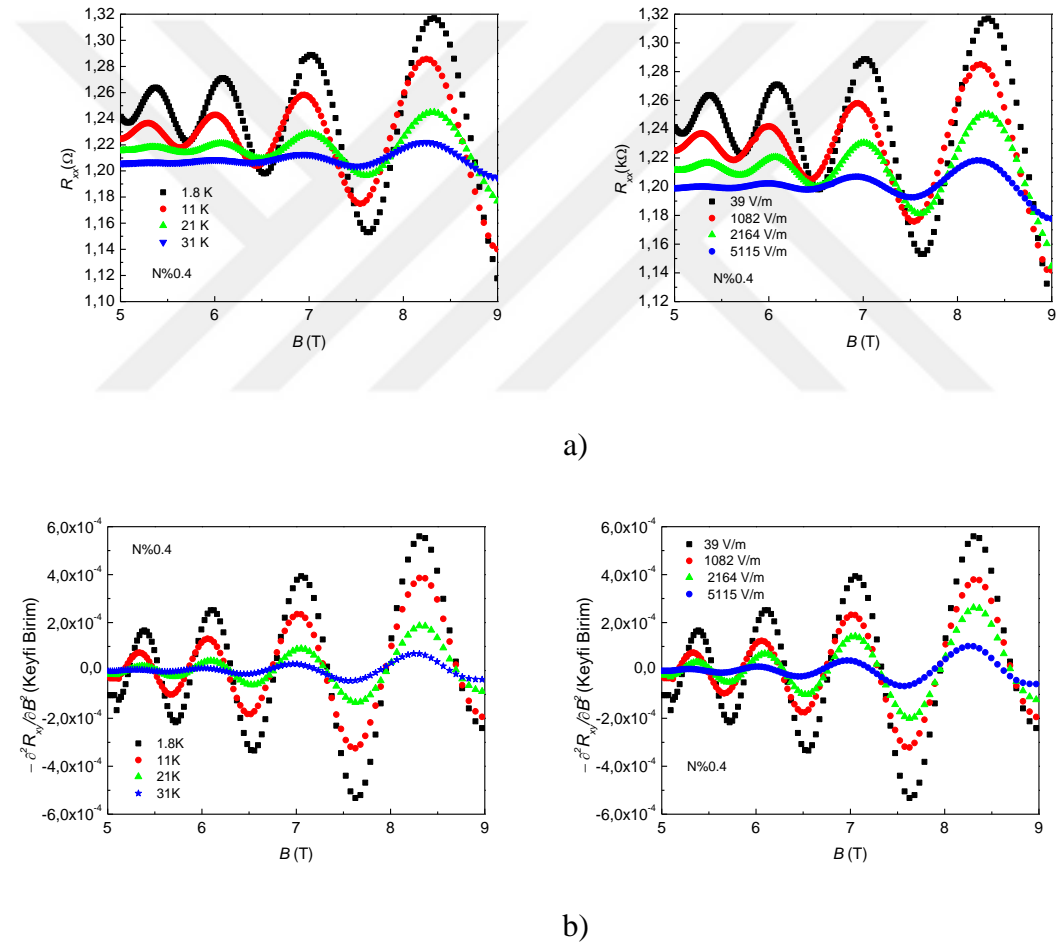 1,32
1,30
1,28
1,26
1,24
1,22
1,20
1,18
1,16
1,14
1,12
1,10
R_xx(Ω)
1.8 K
11 K
21 K
31 K
N%0.4
5 6 7 8 9
B (T)
1,32
1,30
1,28
1,26
1,24
1,22
1,20
1,18
1,16
1,14
1,12
R_xx(kΩ)
39 V/m
1082 V/m
2164 V/m
5115 V/m
N%0.4
5 6 7 8 9
B (T)
a)
6,0x10⁻⁴
4,0x10⁻⁴
2,0x10⁻⁴
0,0
-2,0x10⁻⁴
-4,0x10⁻⁴
-6,0x10⁻⁴
− ∂²R_xy/∂B² (Keyfi Birim)
N%0.4
1.8K
11K
21K
31K
5 6 7 8 9
B (T)
6,0x10⁻⁴
4,0x10⁻⁴
2,0x10⁻⁴
0,0
-2,0x10⁻⁴
-4,0x10⁻⁴
-6,0x10⁻⁴
− ∂²R_xy/∂B² (Keyfi Birim)
39 V/m
1082 V/m
2164 V/m
5115 V/m
N%0.4
5 6 7 8 9
B (T)
b)